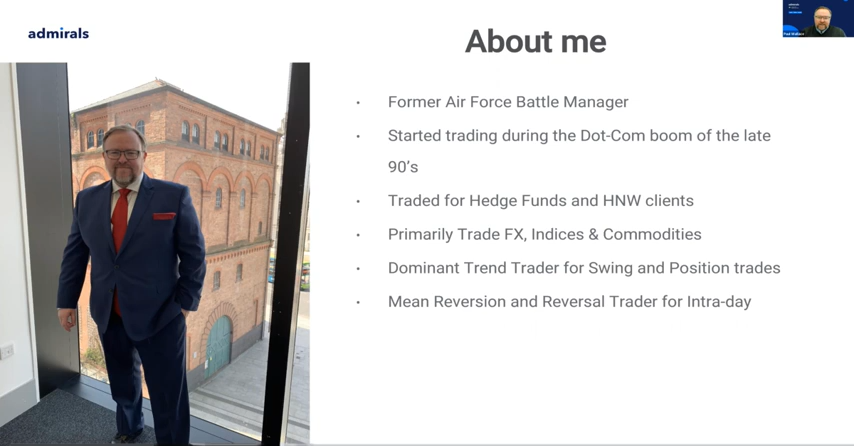 admirals
About me
Paul Wallace
• Former Air Force Battle Manager
• Started trading during the Dot-Com boom of the late
90’s
• Traded for Hedge Funds and HNW clients
• Primarily Trade FX, Indices & Commodities
• Dominant Trend Trader for Swing and Position trades
• Mean Reversion and Reversal Trader for Intra-day